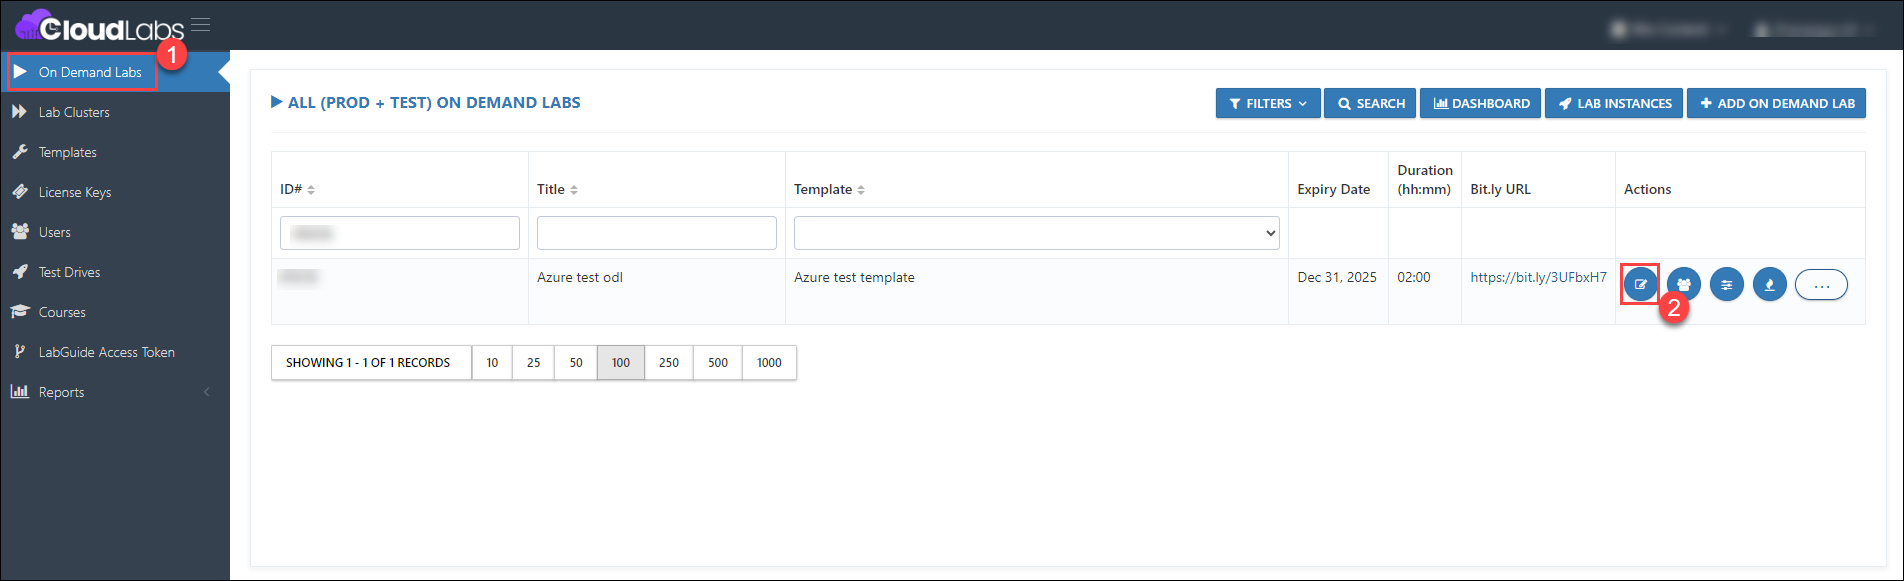 CloudLabs
1
On Demand Labs
Lab Clusters
Templates
License Keys
Users
Test Drives
Courses
LabGuide Access Token
Reports
ALL (PROD + TEST) ON DEMAND LABS
FILTERS
SEARCH
DASHBOARD
LAB INSTANCES
ADD ON DEMAND LAB
ID#
Title
Template
Expiry Date
Duration
(hh:mm)
Bit.ly URL
Actions
Azure test odl
Azure test template
Dec 31, 2025
02:00
https://bit.ly/3UFbxH7
...
2
SHOWING 1 - 1 OF 1 RECORDS
10
25
50
100
250
500
1000